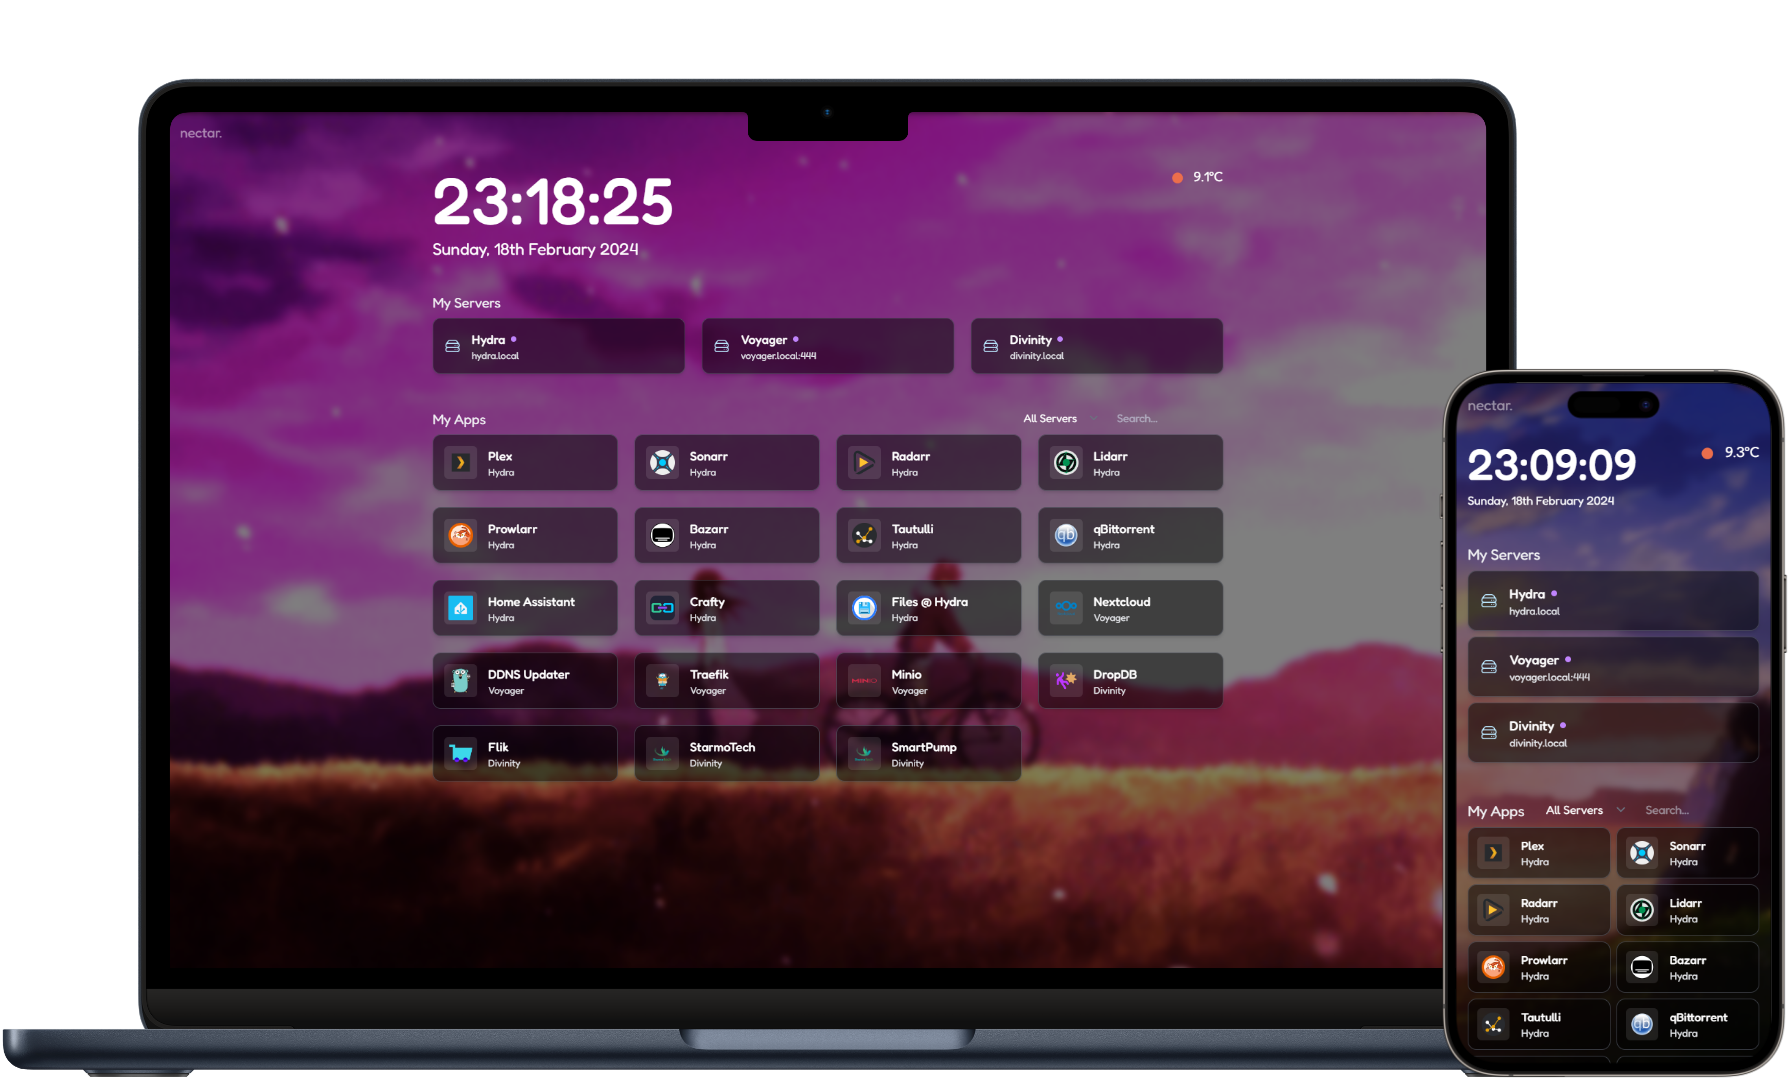 nectar.
23:18:25
9.1°C
Sunday, 18th February 2024
My Servers
Hydra
hydra.local
Voyager
voyager.local:444
Divinity
divinity.local
My Apps
All Servers
Search...
Plex
Hydra
Sonarr
Hydra
Radarr
Hydra
Lidarr
Hydra
Prowlarr
Hydra
Bazarr
Hydra
Tautulli
Hydra
qb
qBittorrent
Hydra
Home Assistant
Hydra
Crafty
Hydra
Files @ Hydra
Hydra
Nextcloud
Voyager
DDNS Updater
Voyager
Traefik
Voyager
MINIO
Minio
Voyager
DropDB
Divinity
Flik
Divinity
StarmoTech
Divinity
SmartPump
Divinity
nectar.
23:09:09
9.3°C
Sunday, 18th February 2024
My Servers
Hydra
hydra.local
Voyager
voyager.local:444
Divinity
divinity.local
My Apps
All Servers
Search...
Plex
Hydra
Sonarr
Hydra
Radarr
Hydra
Lidarr
Hydra
Prowlarr
Hydra
Bazarr
Hydra
Tautulli
Hydra
qb
qBittorrent
Hydra